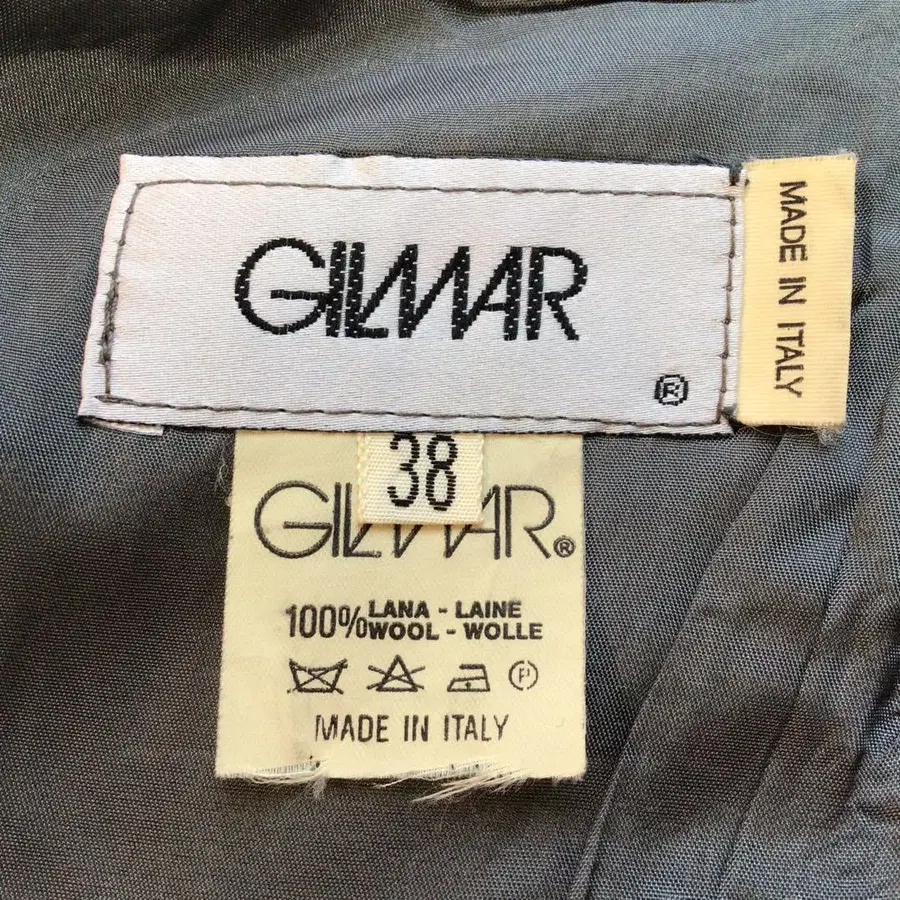 GILMAR
®
MADE IN ITALY
38
GILMAR®
100% LANA - LAINE
WOOL - WOLLE
P
MADE IN ITALY